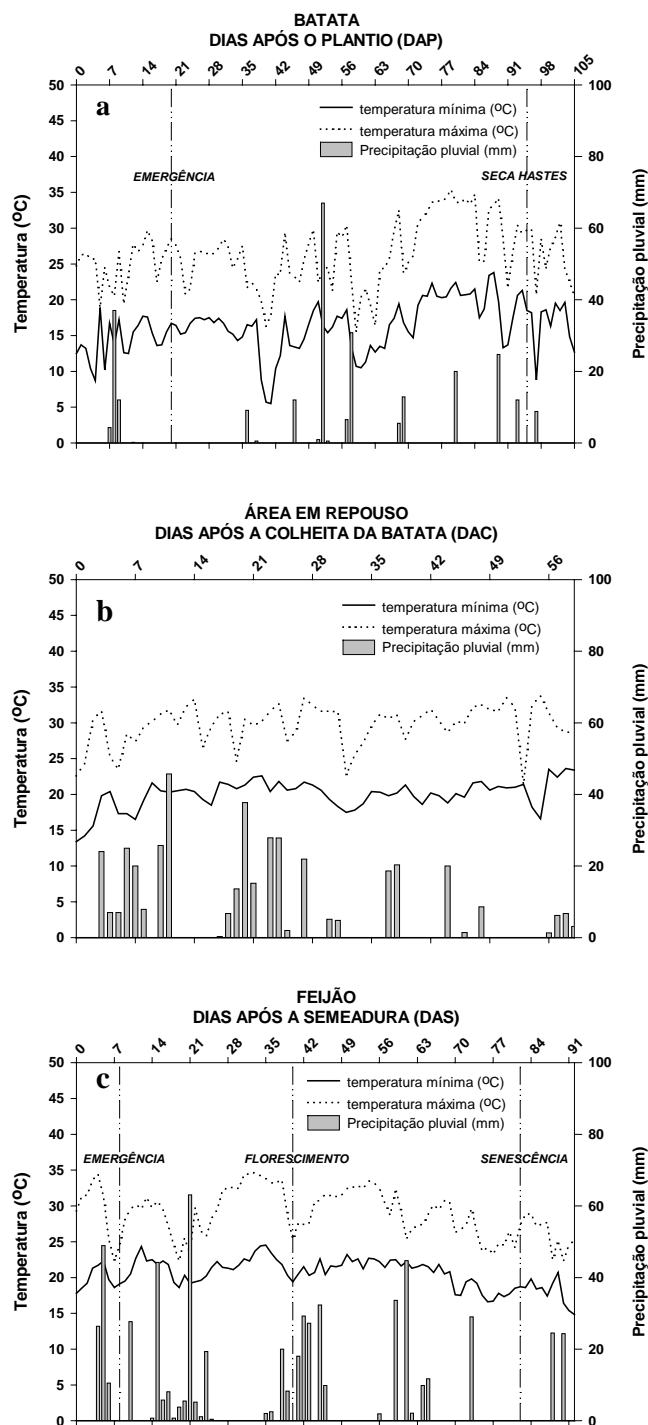 BATATA
DIAS APÓS O PLANTIO (DAP)
0 7 14 21 28 35 42 49 56 63 70 77 84 91 98 105
a
temperatura mínima (ºC)
temperatura máxima (ºC)
Precipitação pluvial (mm)
EMERGÊNCIA
SECA HASTES
Temperatura (ºC)
50
45
40
35
30
25
20
15
10
5
0
Precipitação pluvial (mm)
100
80
60
40
20
0
ÁREA EM REPOUSO
DIAS APÓS A COLHEITA DA BATATA (DAC)
0 7 14 21 28 35 42 49 56
b
temperatura mínima (ºC)
temperatura máxima (ºC)
Precipitação pluvial (mm)
Temperatura (ºC)
50
45
40
35
30
25
20
15
10
5
0
Precipitação pluvial (mm)
100
80
60
40
20
0
FEIJÃO
DIAS APÓS A SEMEADURA (DAS)
0 7 14 21 28 35 42 49 56 63 70 77 84 91
c
temperatura mínima (ºC)
temperatura máxima (ºC)
Precipitação pluvial (mm)
EMERGÊNCIA
FLORESCIMENTO
SENESCÊNCIA
Temperatura (ºC)
50
45
40
35
30
25
20
15
10
5
0
Precipitação pluvial (mm)
100
80
60
40
20
0